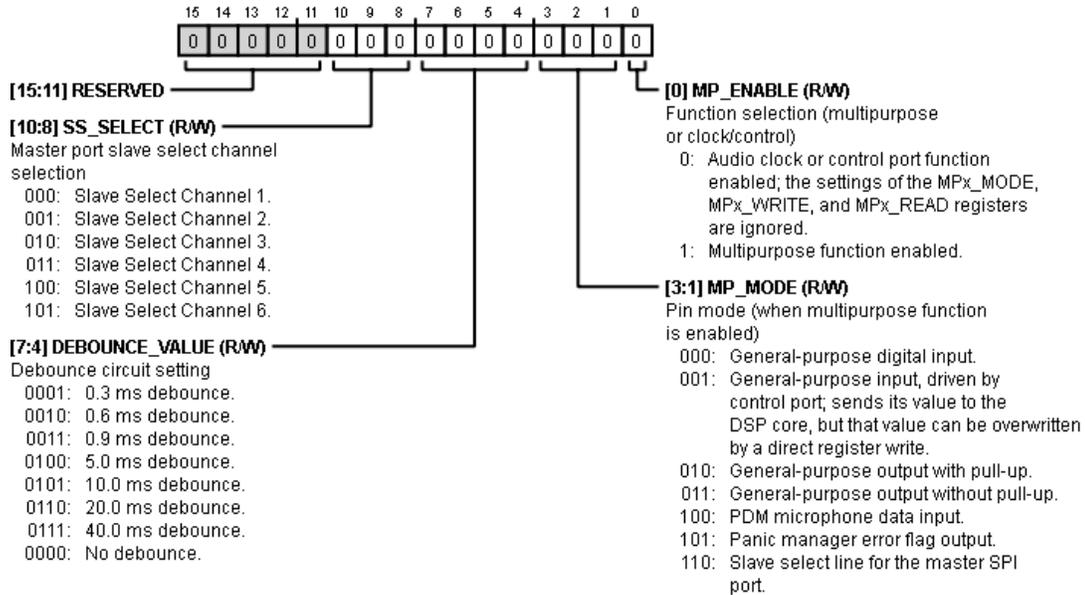 15 14 13 12 11 10 9 8 7 6 5 4 3 2 1 0
0 0 0 0 0 0 0 0 0 0 0 0 0 0 0 0
[15:11] RESERVED
[10:8] SS_SELECT (R/W)
Master port slave select channel
selection
000: Slave Select Channel 1.
001: Slave Select Channel 2.
010: Slave Select Channel 3.
011: Slave Select Channel 4.
100: Slave Select Channel 5.
101: Slave Select Channel 6.
[7:4] DEBOUNCE_VALUE (R/W)
Debounce circuit setting
0001: 0.3 ms debounce.
0010: 0.6 ms debounce.
0011: 0.9 ms debounce.
0100: 5.0 ms debounce.
0101: 10.0 ms debounce.
0110: 20.0 ms debounce.
0111: 40.0 ms debounce.
0000: No debounce.
[0] MP_ENABLE (R/W)
Function selection (multipurpose
or clock/control)
0: Audio clock or control port function
enabled; the settings of the MPx_MODE,
MPx_WRITE, and MPx_READ registers
are ignored.
1: Multipurpose function enabled.
[3:1] MP_MODE (R/W)
Pin mode (when multipurpose function
is enabled)
000: General-purpose digital input.
001: General-purpose input, driven by
control port; sends its value to the
DSP core, but that value can be overwritten
by a direct register write.
010: General-purpose output with pull-up.
011: General-purpose output without pull-up.
100: PDM microphone data input.
101: Panic manager error flag output.
110: Slave select line for the master SPI
port.